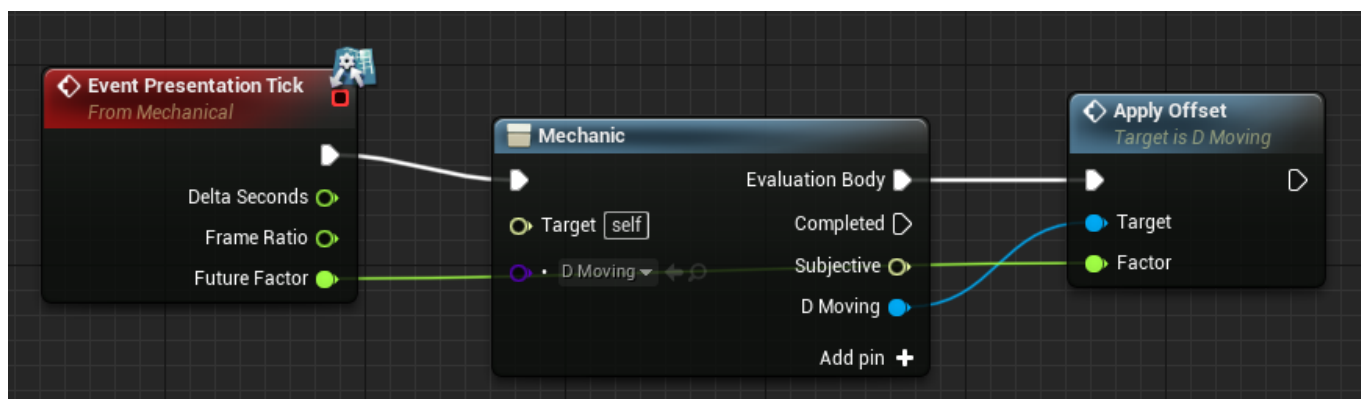 Event Presentation Tick
From Mechanical
Delta Seconds
Frame Ratio
Future Factor
Mechanic
Evaluation Body
Target self
Completed
Subjective
D Moving
D Moving
Add pin
Apply Offset
Target is D Moving
Target
Factor